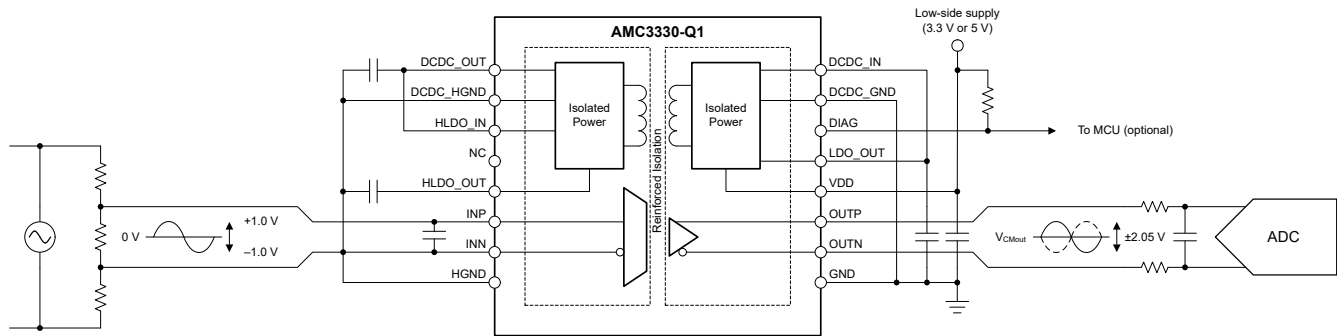 Low-side supply
(3.3 V or 5 V)
AMC3330-Q1
DCDC_OUT
DCDC_HGND
HLDO_IN
NC
HLDO_OUT
INP
INN
HGND
Isolated
Power
Reinforced Isolation
Isolated
Power
DCDC_IN
DCDC_GND
DIAG
LDO_OUT
VDD
OUTP
OUTN
GND
To MCU (optional)
0 V
+1.0 V
–1.0 V
VCMout
±2.05 V
ADC